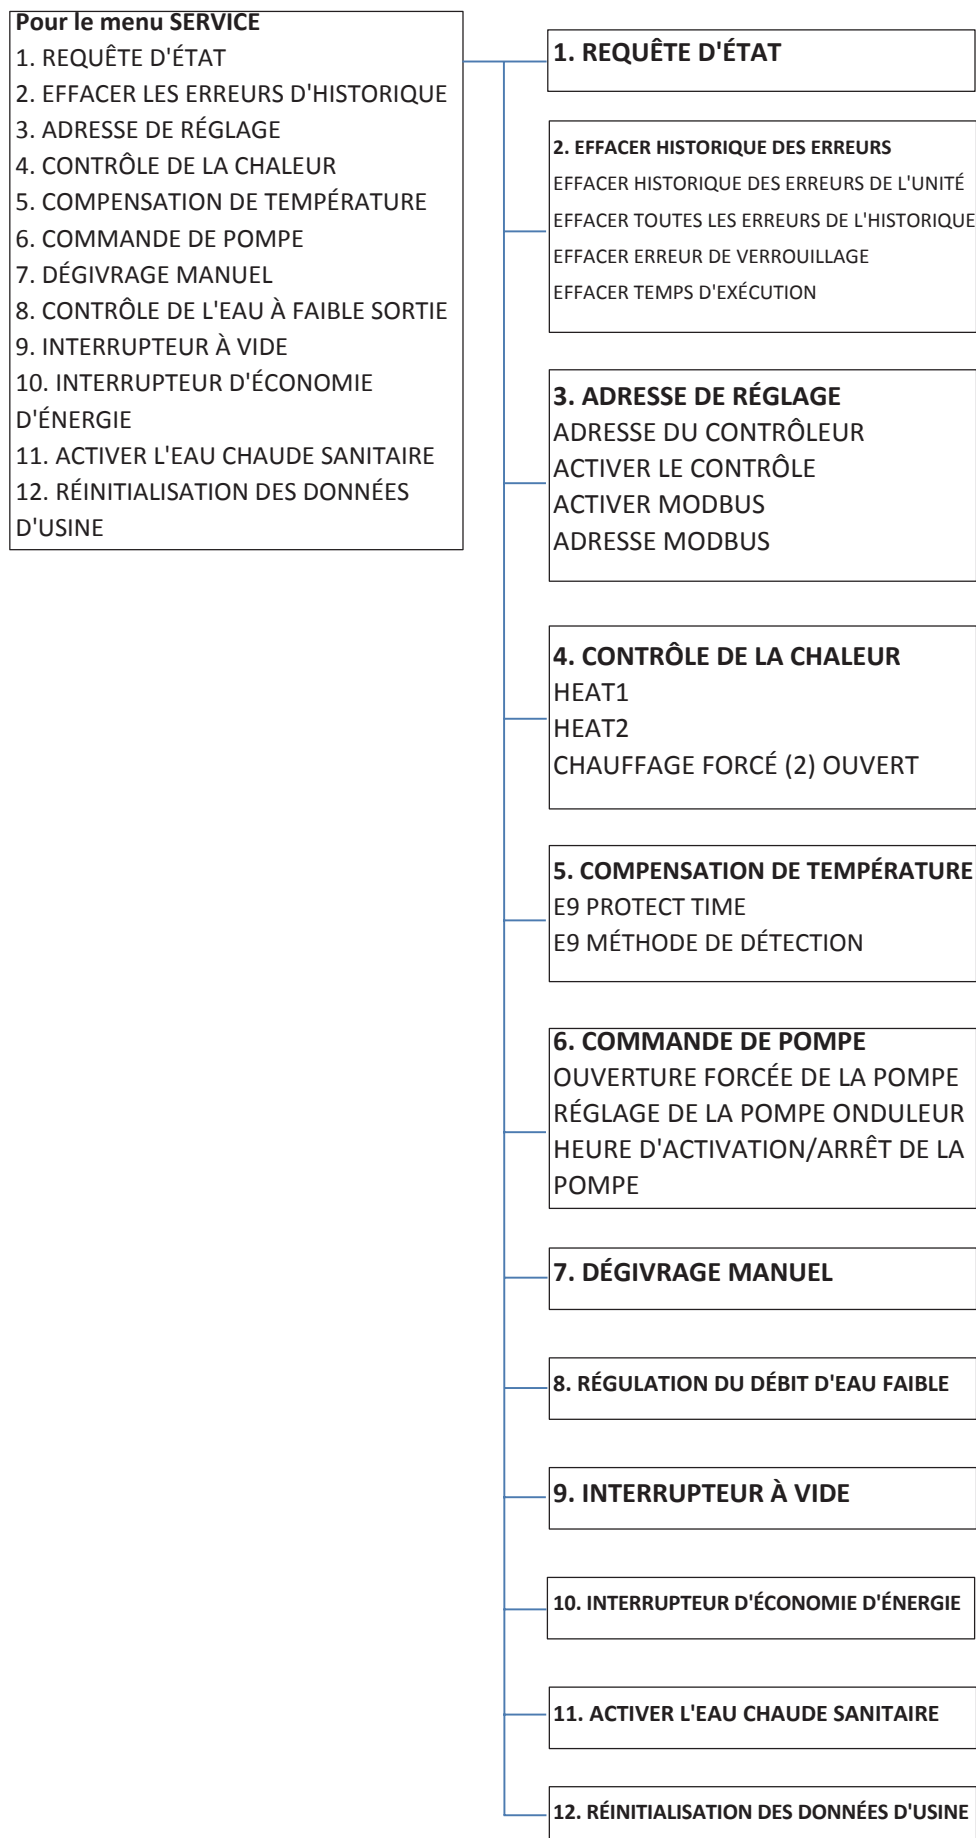 Pour le menu SERVICE
1. REQUÊTE D'ÉTAT
2. EFFACER LES ERREURS D'HISTORIQUE
3. ADRESSE DE RÉGLAGE
4. CONTRÔLE DE LA CHALEUR
5. COMPENSATION DE TEMPÉRATURE
6. COMMANDE DE POMPE
7. DÉGIVRAGE MANUEL
8. CONTRÔLE DE L'EAU À FAIBLE SORTIE
9. INTERRUPTEUR À VIDE
10. INTERRUPTEUR D'ÉCONOMIE
D'ÉNERGIE
11. ACTIVER L'EAU CHAUDE SANITAIRE
12. RÉINITIALISATION DES DONNÉES
D'USINE
1. REQUÊTE D'ÉTAT
2. EFFACER HISTORIQUE DES ERREURS
EFFACER HISTORIQUE DES ERREURS DE L'UNITÉ
EFFACER TOUTES LES ERREURS DE L'HISTORIQUE
EFFACER ERREUR DE VERROUILLAGE
EFFACER TEMPS D'EXÉCUTION
3. ADRESSE DE RÉGLAGE
ADRESSE DU CONTRÔLEUR
ACTIVER LE CONTRÔLE
ACTIVER MODBUS
ADRESSE MODBUS
4. CONTRÔLE DE LA CHALEUR
HEAT1
HEAT2
CHAUFFAGE FORCÉ (2) OUVERT
5. COMPENSATION DE TEMPÉRATURE
E9 PROTECT TIME
E9 MÉTHODE DE DÉTECTION
6. COMMANDE DE POMPE
OUVERTURE FORCÉE DE LA POMPE
RÉGLAGE DE LA POMPE ONDULEUR
HEURE D'ACTIVATION/ARRÊT DE LA
POMPE
7. DÉGIVRAGE MANUEL
8. RÉGULATION DU DÉBIT D'EAU FAIBLE
9. INTERRUPTEUR À VIDE
10. INTERRUPTEUR D'ÉCONOMIE D'ÉNERGIE
11. ACTIVER L'EAU CHAUDE SANITAIRE
12. RÉINITIALISATION DES DONNÉES D'USINE